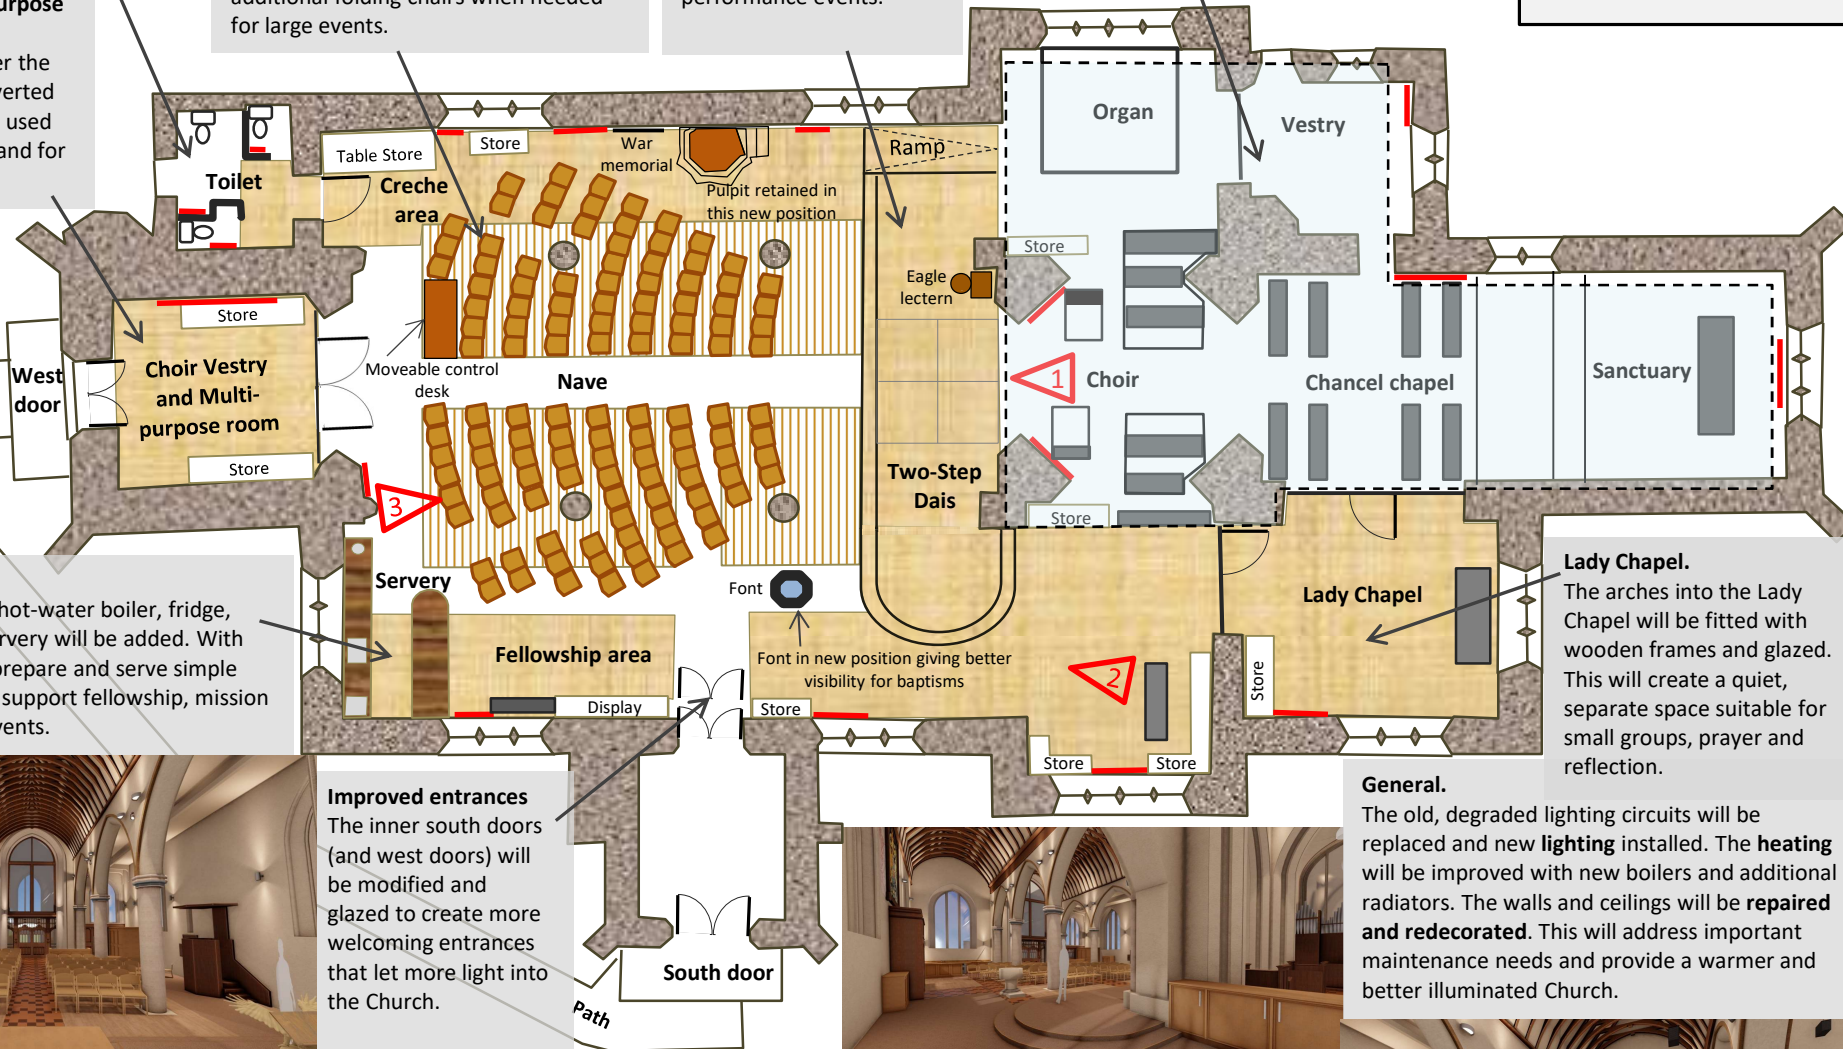 urpose
er the
verted
used
and for
additional folding chairs when needed
for large events.
performance events.
Organ
Vestry
Ramp
Store
War
memorial
Table Store
Toilet
Creche
area
Pulpit retained in
this new position
Store
Eagle
lectern
Store
Choir Vestry
and Multi-
purpose room
West
door
Moveable control
desk
Nave
1
Choir
Chancel chapel
Sanctuary
Store
Two-Step
Dais
3
Store
Servery
Font
Lady Chapel
Fellowship area
Font in new position giving better
visibility for baptisms
2
Store
Display
Store
Store
Store
hot-water boiler, fridge,
rvery will be added. With
prepare and serve simple
support fellowship, mission
vents.
Lady Chapel.
The arches into the Lady
Chapel will be fitted with
wooden frames and glazed.
This will create a quiet,
separate space suitable for
small groups, prayer and
reflection.
Improved entrances
The inner south doors
(and west doors) will
be modified and
glazed to create more
welcoming entrances
that let more light into
the Church.
South door
Path
General.
The old, degraded lighting circuits will be
replaced and new lighting installed. The heating
will be improved with new boilers and additional
radiators. The walls and ceilings will be repaired
and redecorated. This will address important
maintenance needs and provide a warmer and
better illuminated Church.